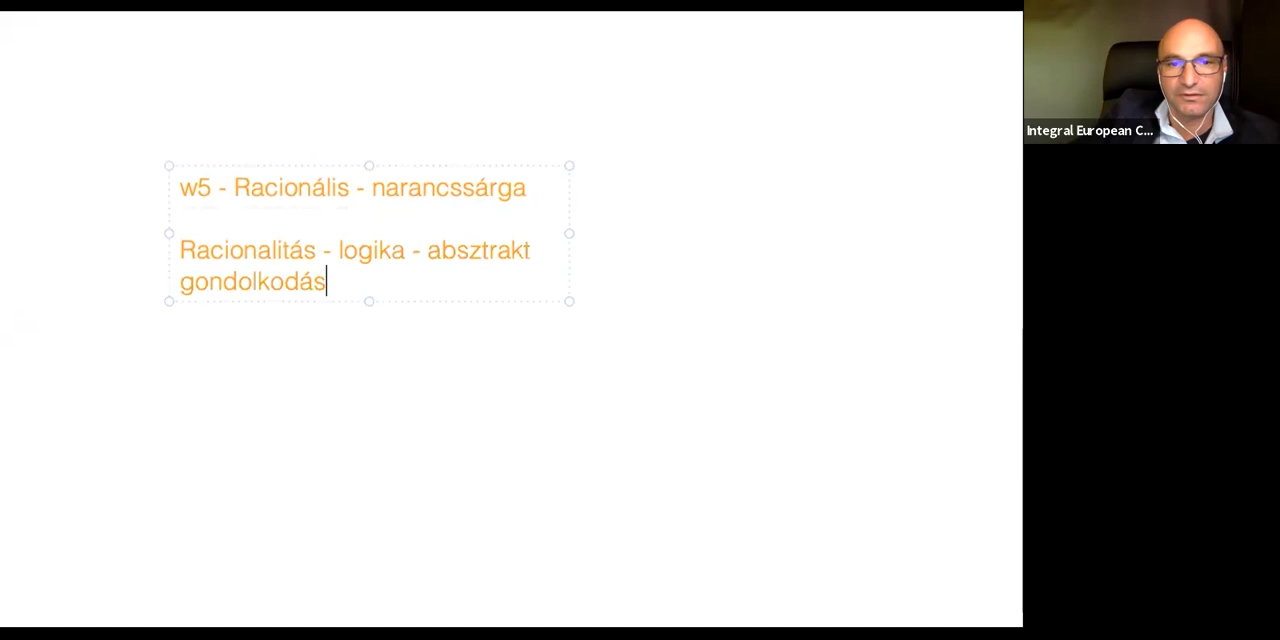 w5 - Racionális - narancssárga
Racionalitás - logika - absztrakt
gondolkodás
Integral European C...